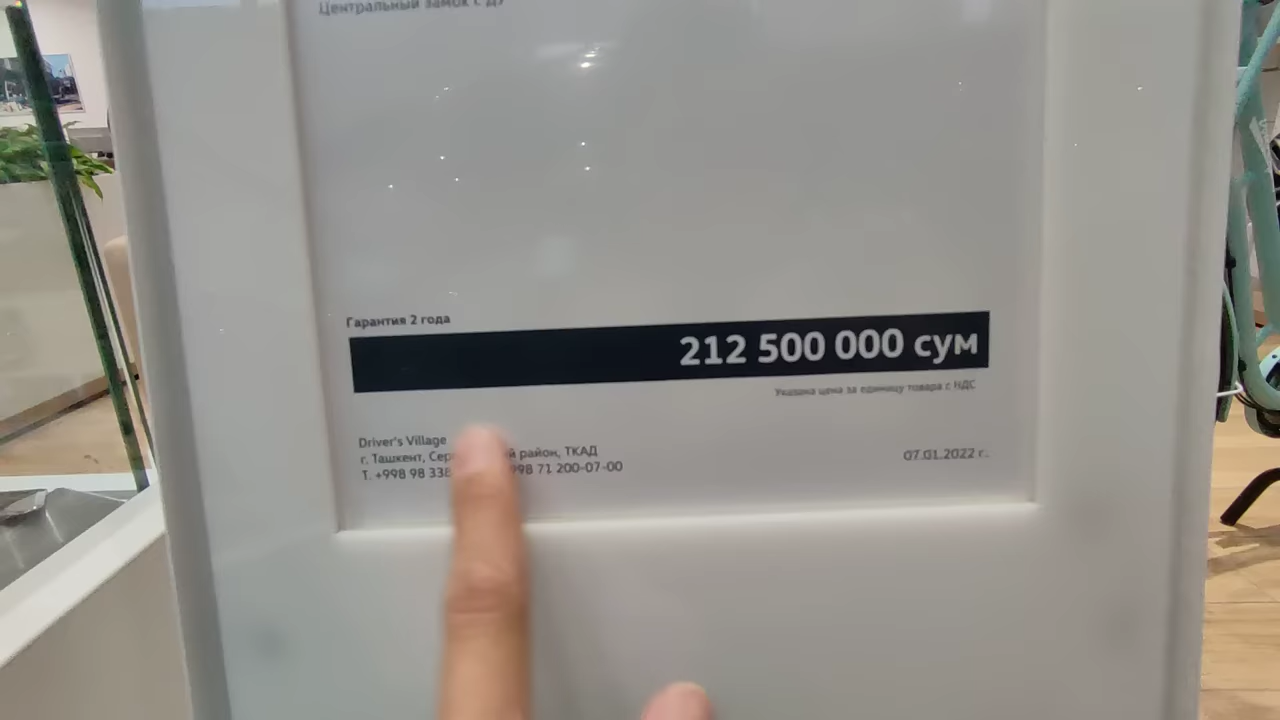 Центральный замок с ДУ
Гарантия 2 года
212 500 000 сум
Указана цена за единицу товара с НДС
Driver's Village
г. Ташкент, район, ТКАД
Т. +998 98 338 998 71 200-07-00
07.01.2022 г.